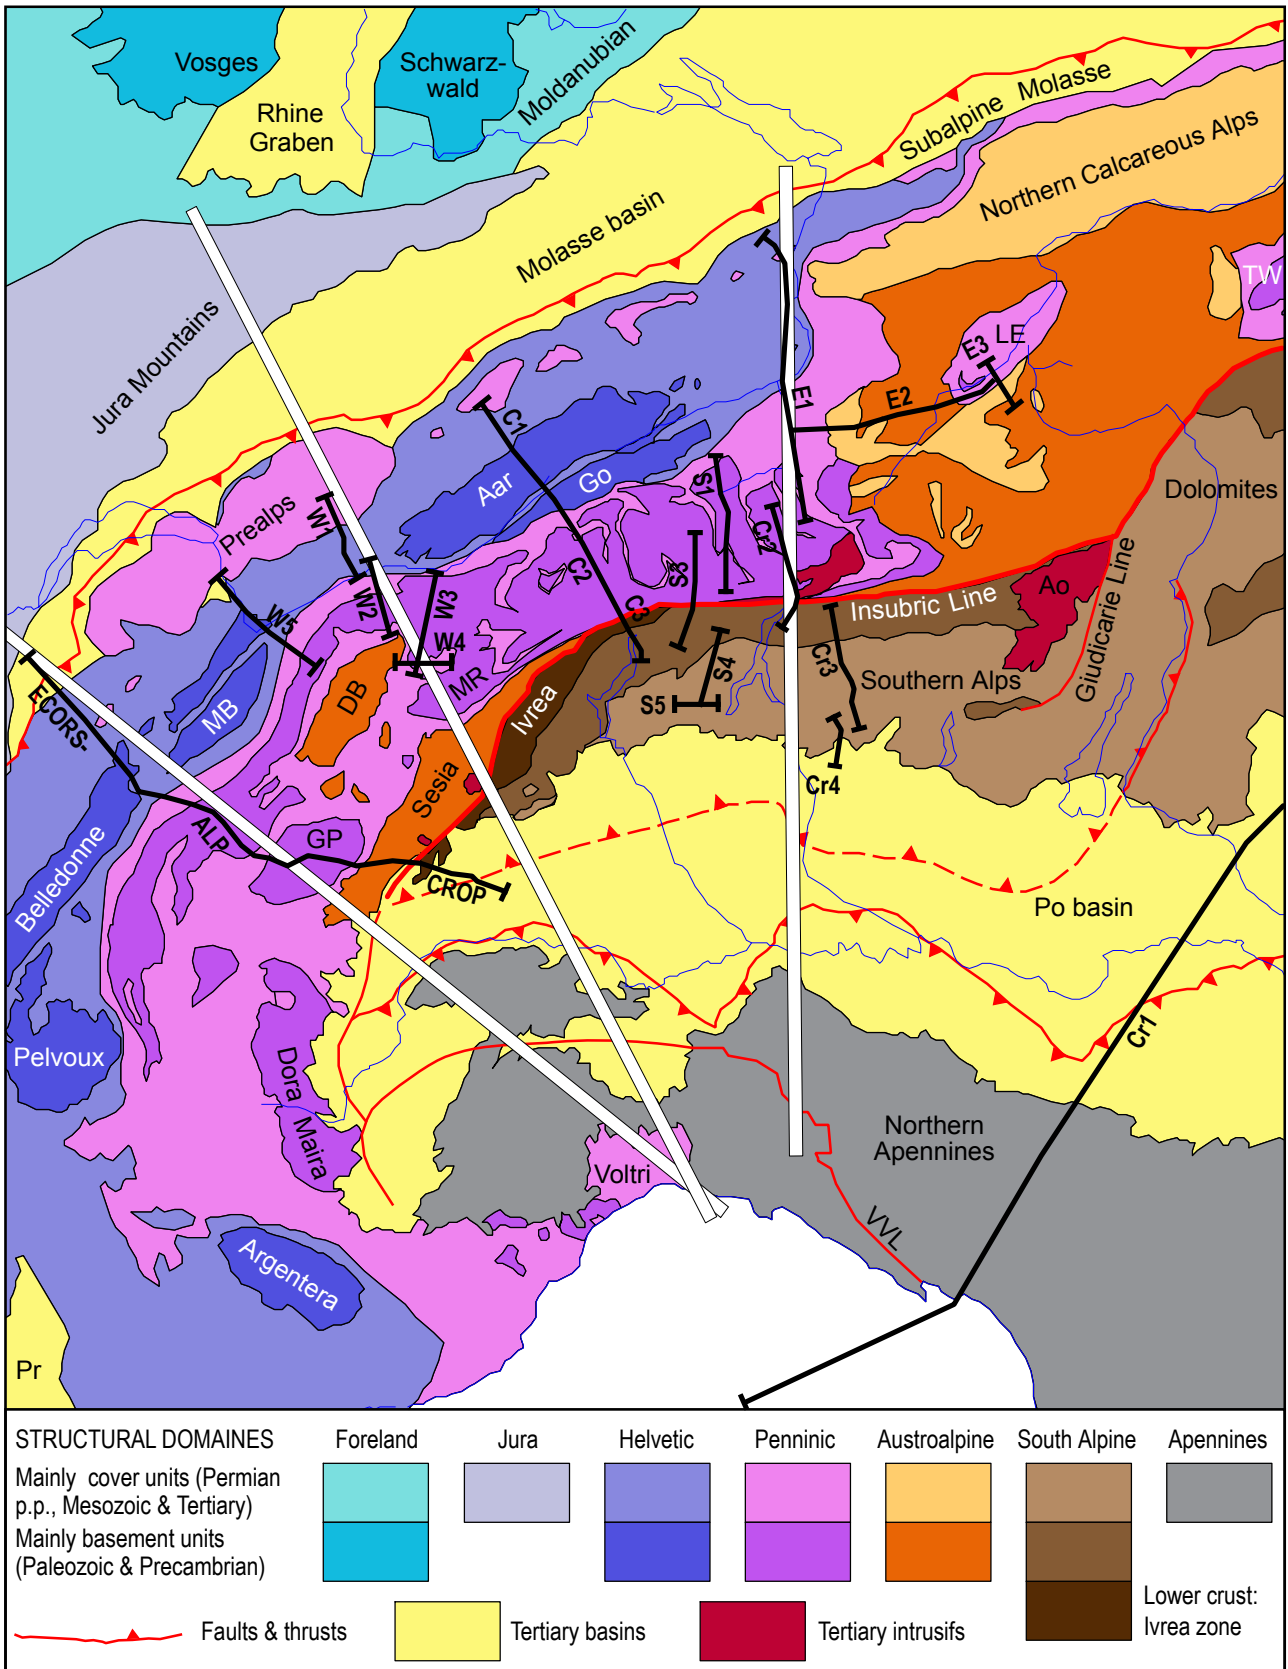 Vosges
Schwarz-
wald
Moldanubian
Rhine
Graben
Subalpine Molasse
Northern Calcareous Alps
Molasse basin
TW
Jura Mountains
LE
E3
E2
E1
C1
Aar
Go
S1
Dolomites
Prealps
W1
Cr2
C2
S3
W2
W3
C3
Insubric Line
Ao
Giudicarie Line
W5
W4
MR
Cr3
S4
Southern Alps
DB
S5
ECORS-
MB
Ivrea
Cr4
Sesia
ALP
GP
CROP
Belledonne
Po basin
Cr1
Pelvoux
Dora Maira
Northern
Apennines
Voltri
VVL
Argentera
Pr
STRUCTURAL DOMAINES
Foreland
Jura
Helvetic
Penninic
Austroalpine
South Alpine
Apennines
Mainly cover units (Permian
p.p., Mesozoic & Tertiary)
Mainly basement units
(Paleozoic & Precambrian)
Lower crust:
Ivrea zone
Faults & thrusts
Tertiary basins
Tertiary intrusifs